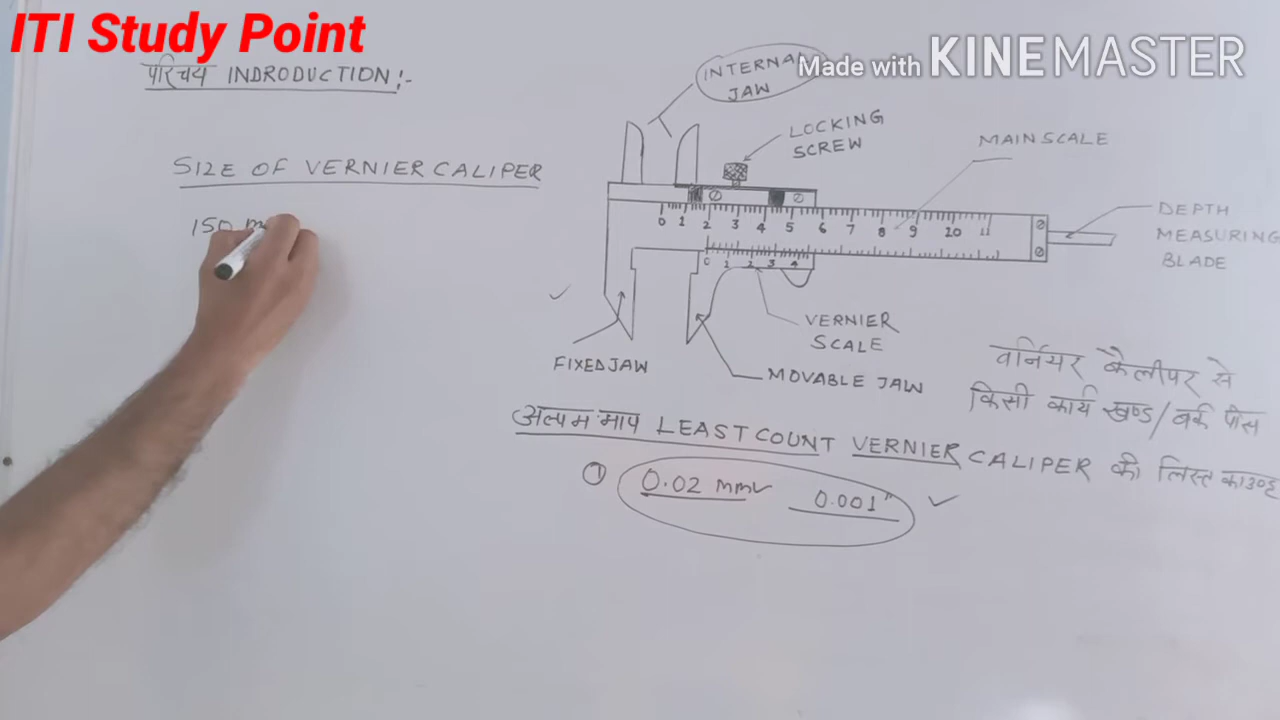 ITI Study Point
Made with KINEMASTER
परिचय INDRODUCTION:-
SIZE OF VERNIER CALIPER
150 m
INTERNA
JAW
LOCKING
SCREW
MAIN SCALE
DEPTH
MEASURING
BLADE
0 1 2 3 4 5 6 7 8 9 10 11
0 1 2 3 4
VERNIER
SCALE
FIXED JAW
MOVABLE JAW
वर्नियर कैलीपर से
किसी कार्य खण्ड/वर्क पीस
अल्पम माप LEAST COUNT VERNIER CALIPER की लिस्ट काउण्ट
1 0.02 mm 0.001"